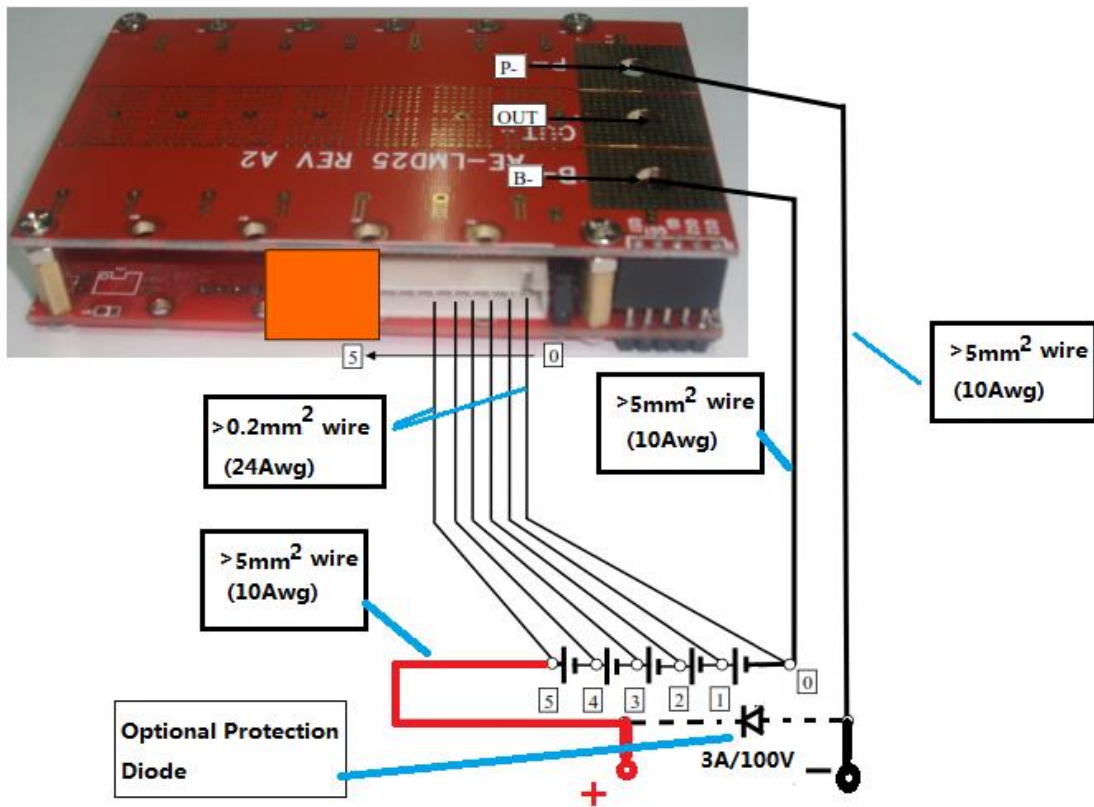 P-
P-
OUT
OUT
AE-LMD25 REV A2
B-
B-
5
0
>0.2mm² wire
(24Awg)
>5mm² wire
(10Awg)
>5mm² wire
(10Awg)
>5mm² wire
(10Awg)
5
4
3
2
1
0
Optional Protection
Diode
3A/100V
+
−